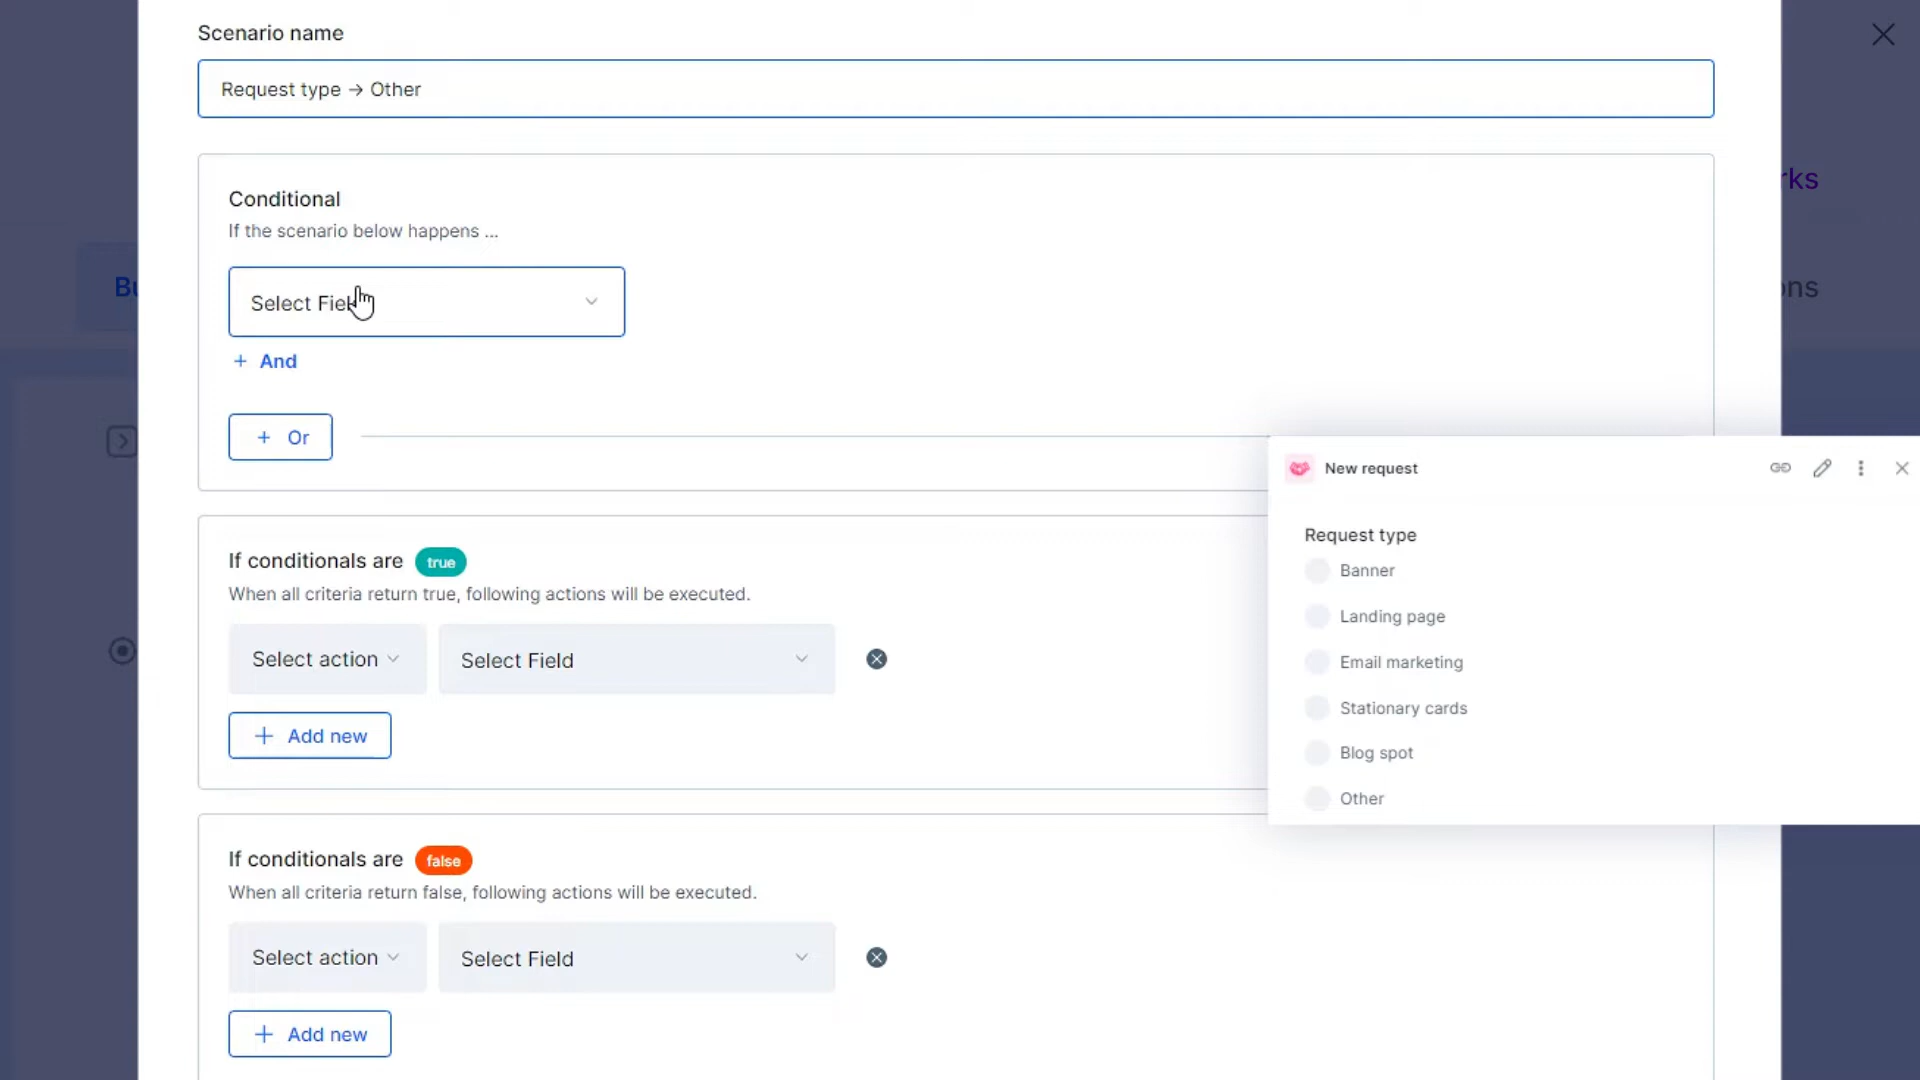 Scenario name
Request type → Other
Conditional
If the scenario below happens ...
+ And
+ Or
If conditionals are true
When all criteria return true, following actions will be executed.
Select action Select Field
+ Add new
If conditionals are false
When all criteria return false, following actions will be executed.
Select action Select Field
+ Add new
New request
Request type
Banner
Landing page
Email marketing
Stationary cards
Blog spot
Other